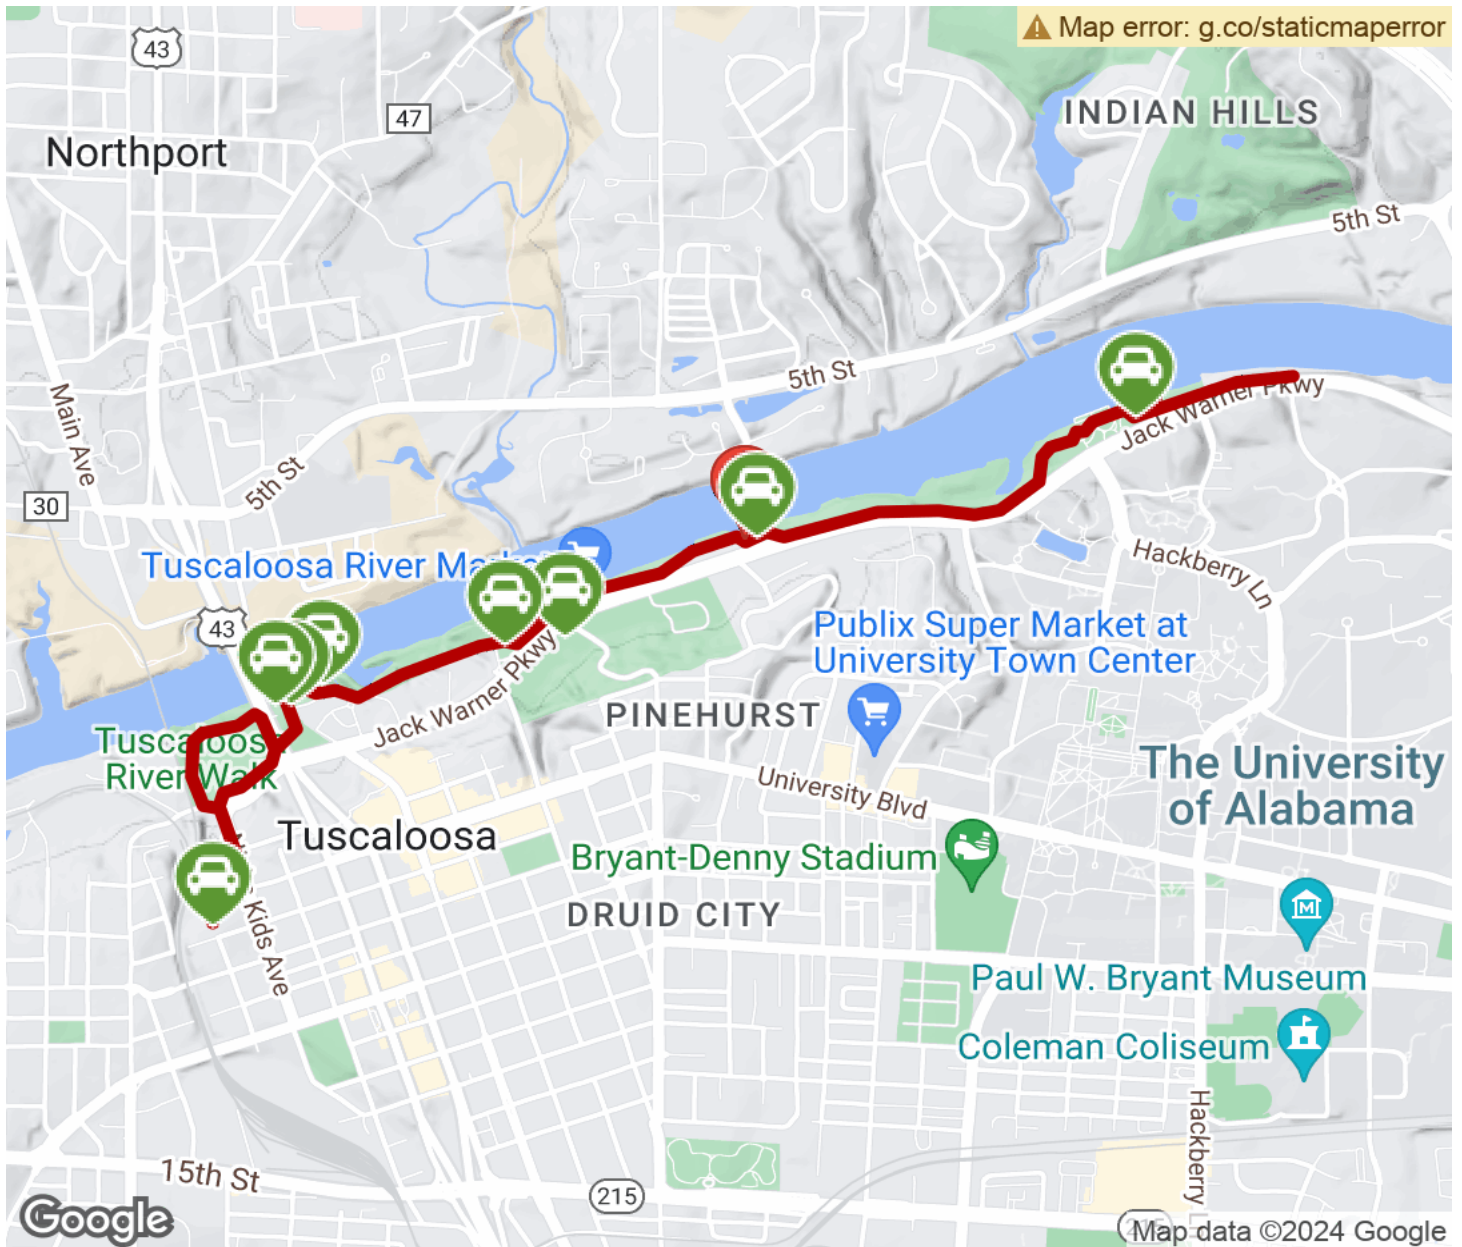 Map error: g.co/staticmaperror
43
47
INDIAN HILLS
Northport
5th St
5th St
Jack Warner Pkwy
Main Ave
5th St
30
Hackberry Ln
Tuscaloosa River Mark
43
Publix Super Market at
University Town Center
Jack Warner Pkwy
PINEHURST
Tuscaloosa
River Walk
The University
of Alabama
University Blvd
Tuscaloosa
Bryant-Denny Stadium
Kids Ave
DRUID CITY
M
Paul W. Bryant Museum
Coleman Coliseum
Hackberry
15th St
215
Google
215
Map data ©2024 Google